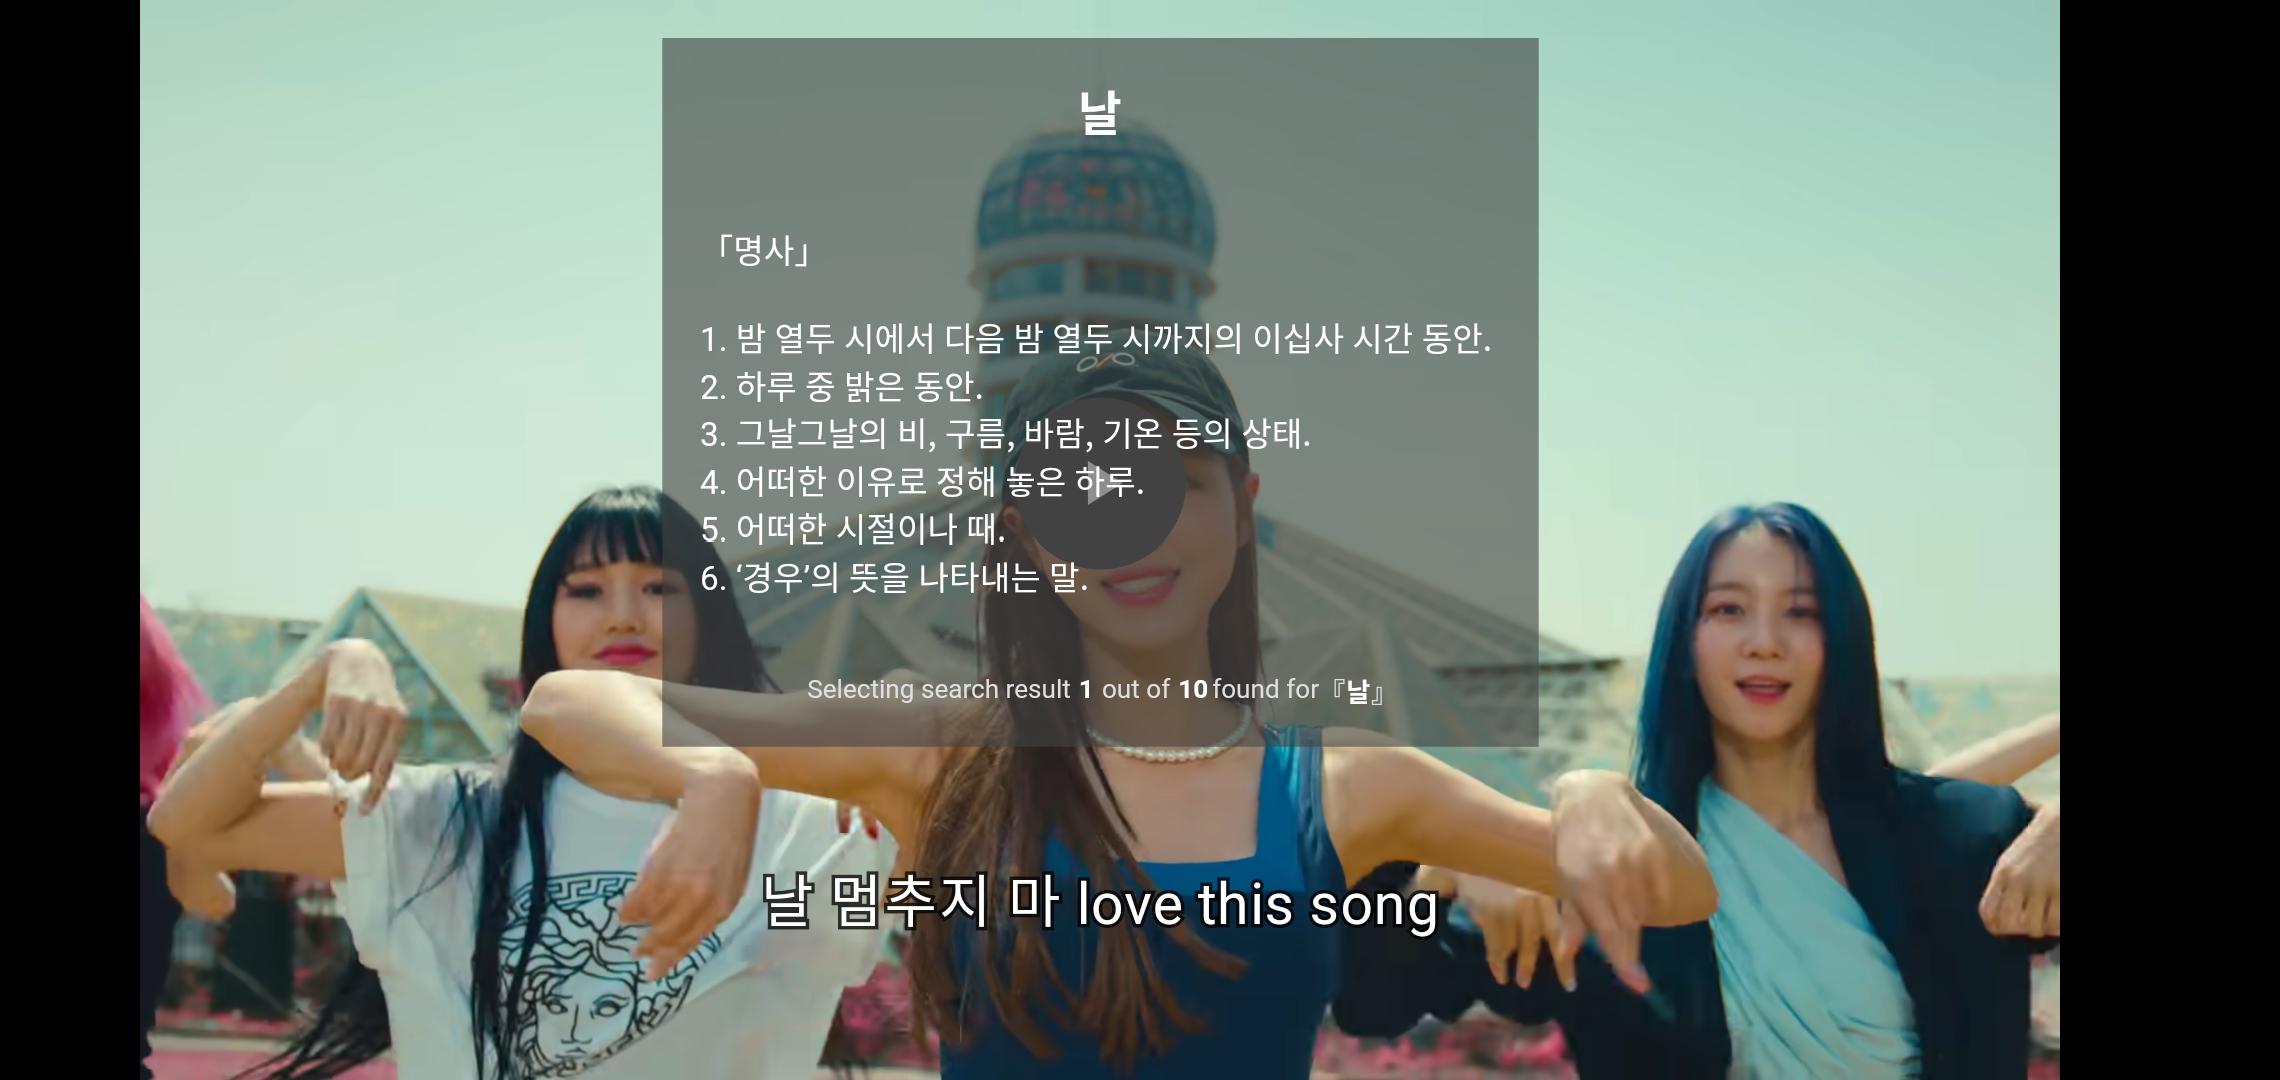 날
「명사」
1. 밤 열두 시에서 다음 밤 열두 시까지의 이십사 시간 동안.
2. 하루 중 밝은 동안.
3. 그날그날의 비, 구름, 바람, 기온 등의 상태.
4. 어떠한 이유로 정해 놓은 하루.
5. 어떠한 시절이나 때.
6. ‘경우’의 뜻을 나타내는 말.
Selecting search result 1 out of 10 found for『날』
날 멈추지 마 love this song